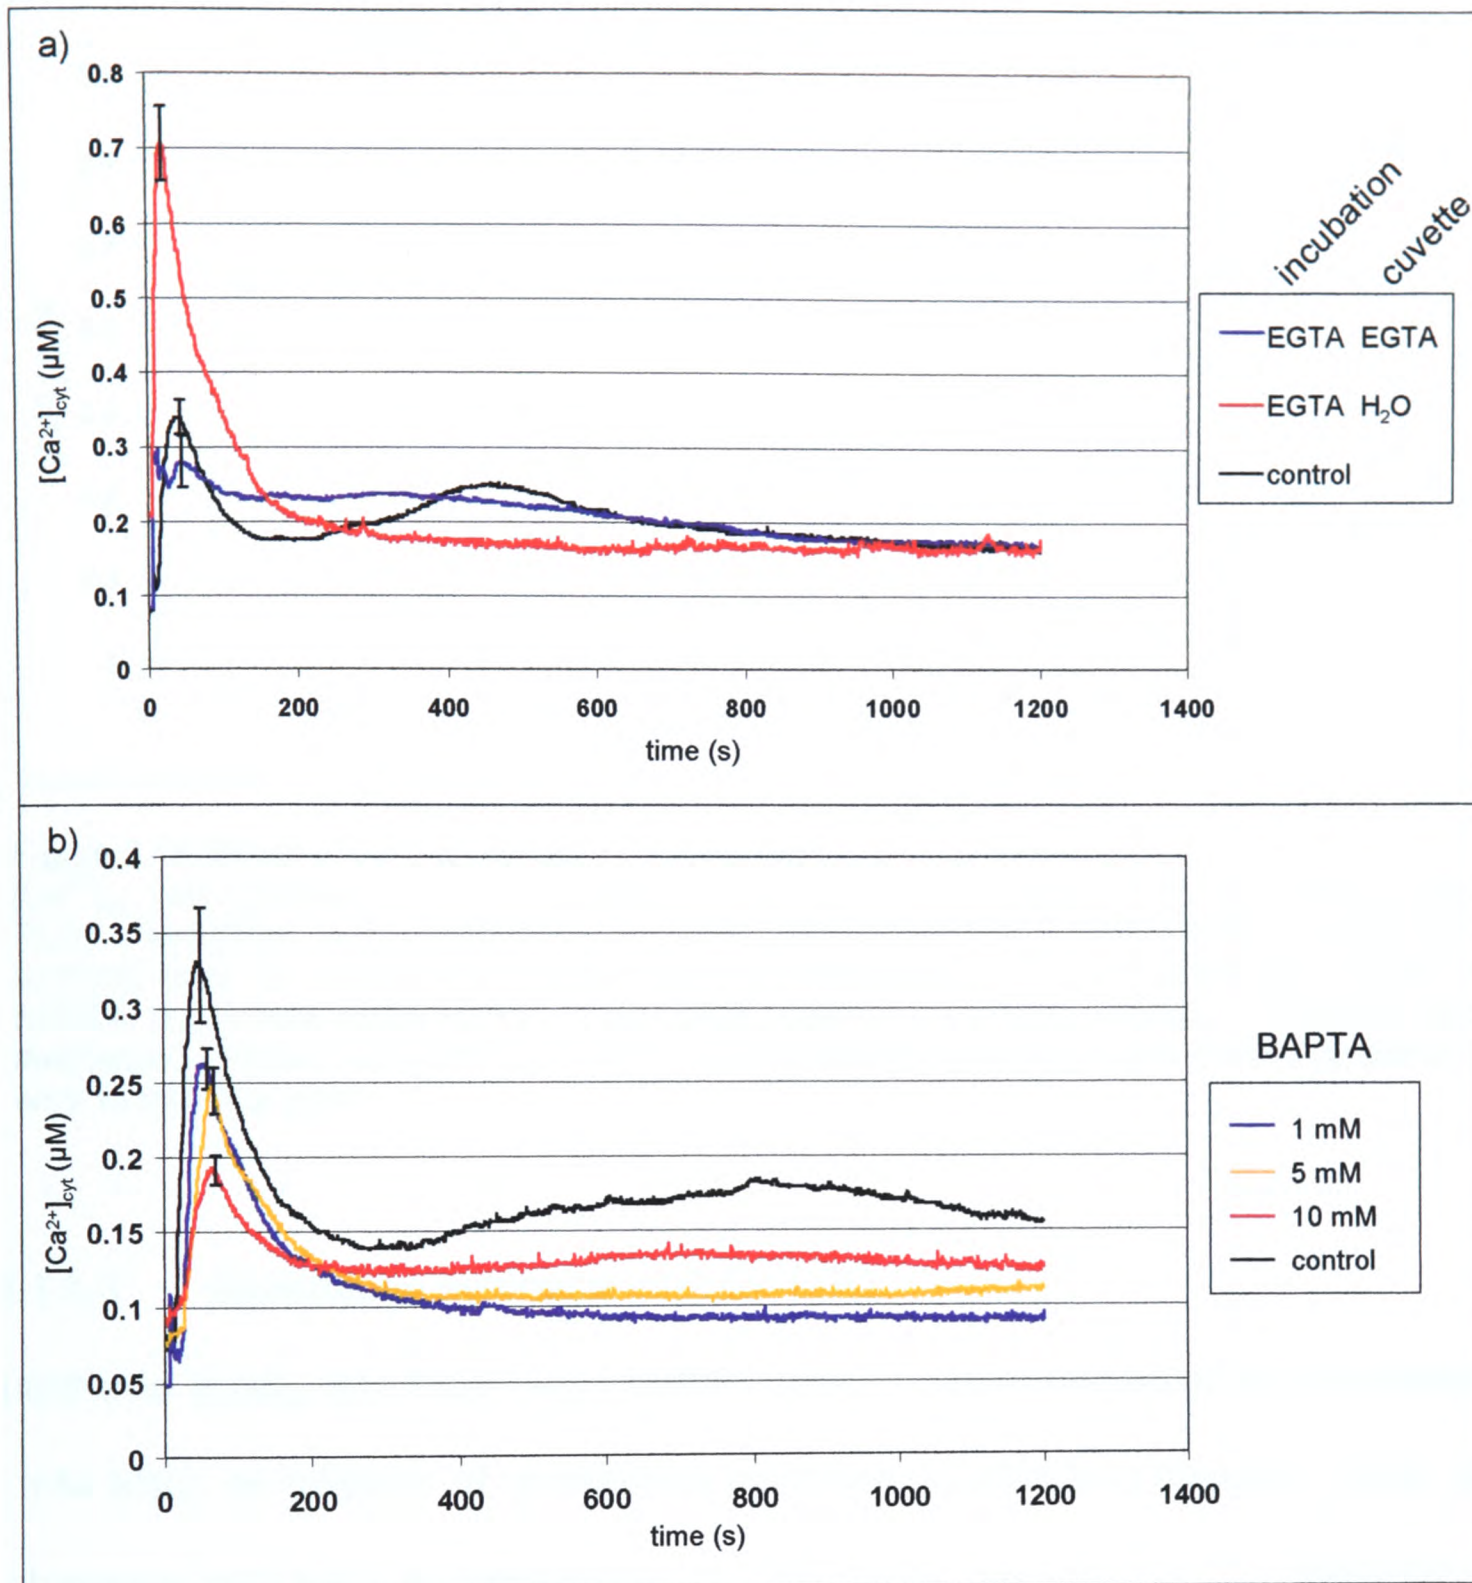 a)
0.8
0.7
0.6
0.5
0.4
0.3
0.2
0.1
0
[Ca²⁺]cyt (µM)
0 200 400 600 800 1000 1200 1400
time (s)
incubation cuvette
EGTA EGTA
EGTA H₂O
control
b)
0.4
0.35
0.3
0.25
0.2
0.15
0.1
0.05
0
[Ca²⁺]cyt (µM)
0 200 400 600 800 1000 1200 1400
time (s)
BAPTA
1 mM
5 mM
10 mM
control